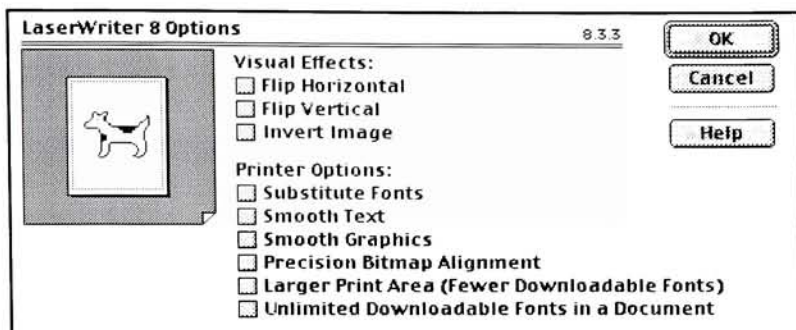 LaserWriter 8 Options 8.3.3
OK
Visual Effects:
Flip Horizontal
Cancel
Flip Vertical
Invert Image
Help
Printer Options:
Substitute Fonts
Smooth Text
Smooth Graphics
Precision Bitmap Alignment
Larger Print Area (Fewer Downloadable Fonts)
Unlimited Downloadable Fonts in a Document